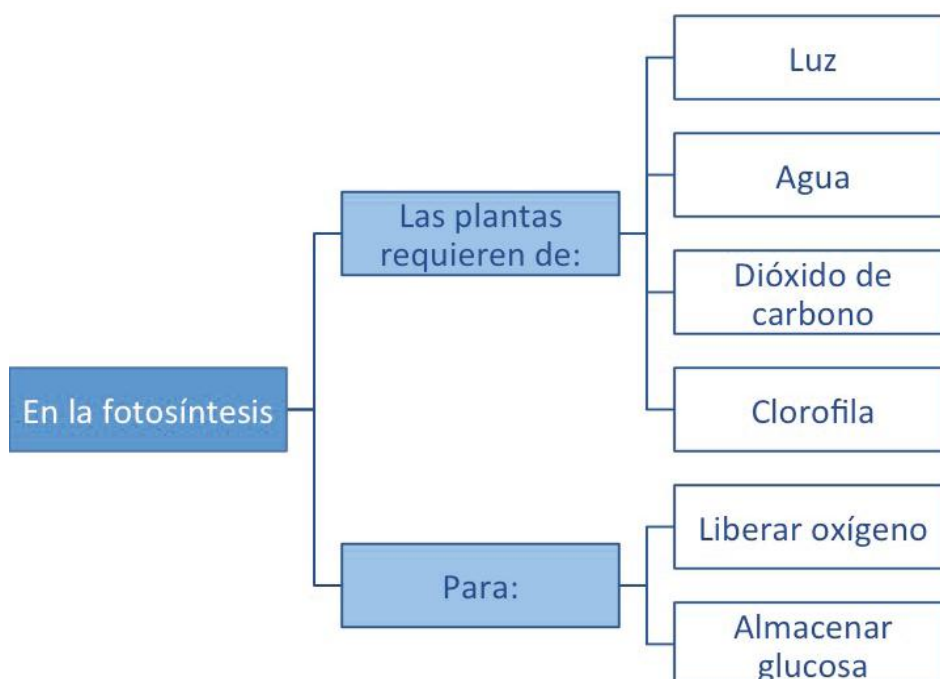 En la fotosíntesis
Las plantas
requieren de:
Luz
Agua
Dióxido de
carbono
Clorofila
Para:
Liberar oxígeno
Almacenar
glucosa